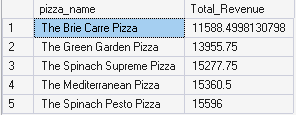 pizza_name Total_Revenue
1 The Brie Carre Pizza 11588.4998130798
2 The Green Garden Pizza 13955.75
3 The Spinach Supreme Pizza 15277.75
4 The Mediterranean Pizza 15360.5
5 The Spinach Pesto Pizza 15596